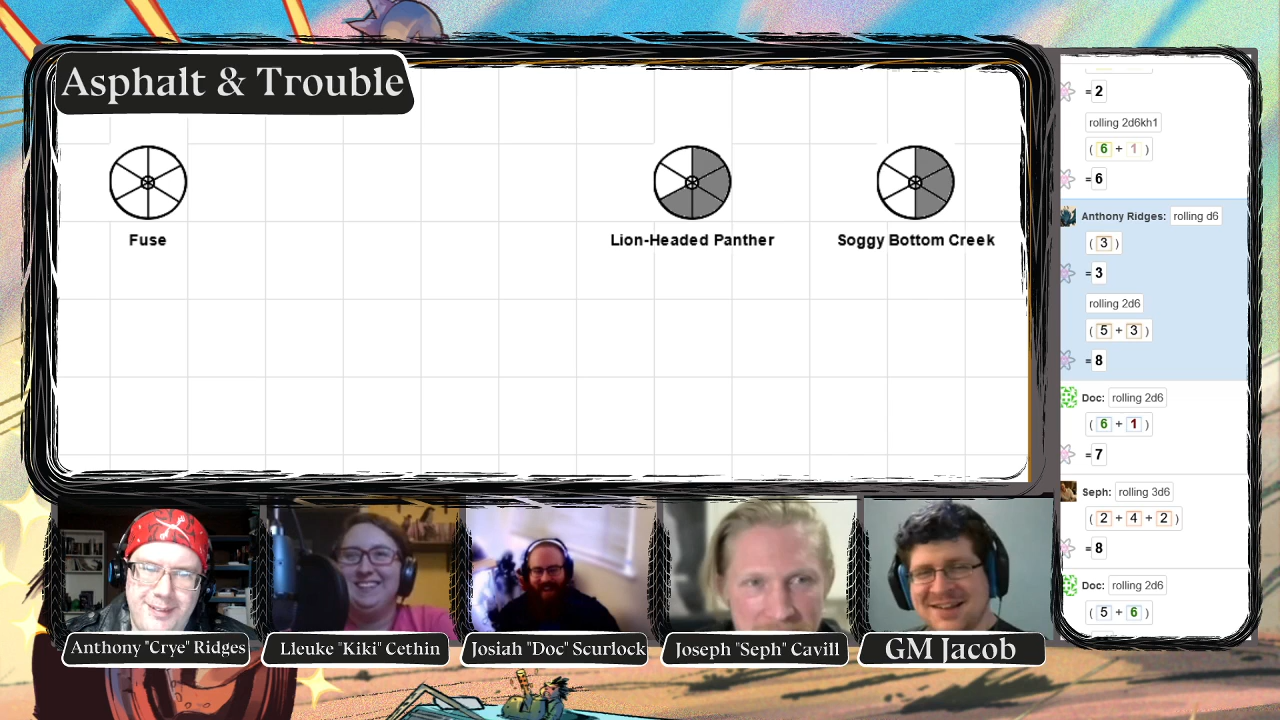 Asphalt & Trouble
Fuse
Lion-Headed Panther
Soggy Bottom Creek
= 2
rolling 2d6kh1
( 6 + 1 )
= 6
Anthony Ridges: rolling d6
( 3 )
= 3
rolling 2d6
( 5 + 3 )
= 8
Doc: rolling 2d6
( 6 + 1 )
= 7
Seph: rolling 3d6
( 2 + 4 + 2 )
= 8
Doc: rolling 2d6
( 5 + 6 )
Anthony "Crye" Ridges
Lleuke "Kiki" Cethin
Josiah "Doc" Scurlock
Joseph "Seph" Cavill
GM Jacob